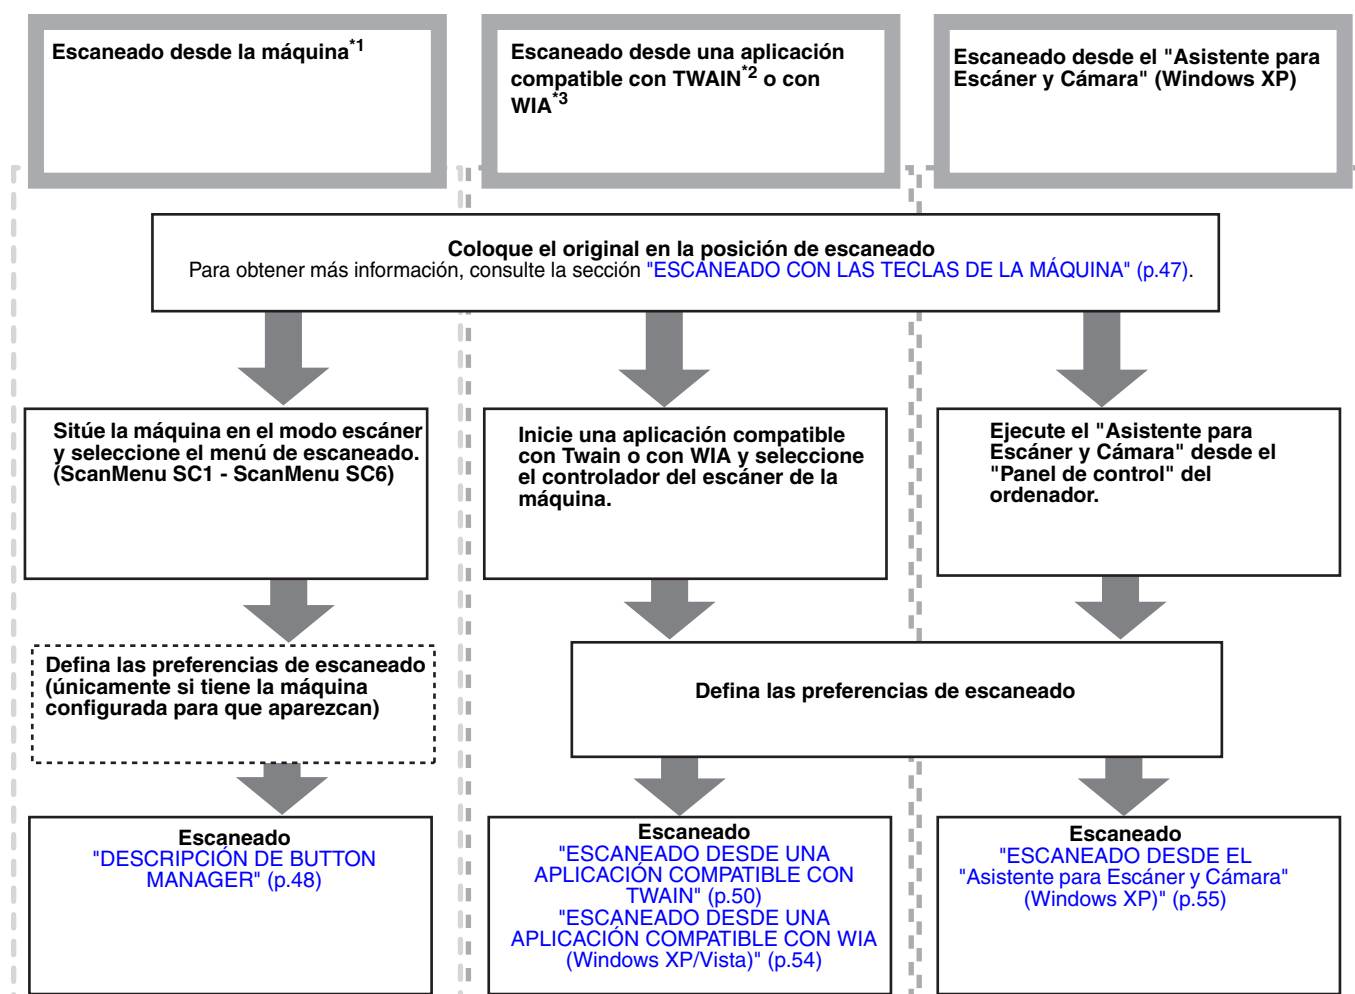 Escaneado desde la máquina*1
Escaneado desde una aplicación
compatible con TWAIN*2 o con
WIA*3
Escaneado desde el "Asistente para
Escáner y Cámara" (Windows XP)
Coloque el original en la posición de escaneado
Para obtener más información, consulte la sección "ESCANEADO CON LAS TECLAS DE LA MÁQUINA" (p.47).
Sitúe la máquina en el modo escáner
y seleccione el menú de escaneado.
(ScanMenu SC1 - ScanMenu SC6)
Inicie una aplicación compatible
con Twain o con WIA y seleccione
el controlador del escáner de la
máquina.
Ejecute el "Asistente para
Escáner y Cámara" desde el
"Panel de control" del
ordenador.
Defina las preferencias de escaneado
(únicamente si tiene la máquina
configurada para que aparezcan)
Defina las preferencias de escaneado
Escaneado
"DESCRIPCIÓN DE BUTTON
MANAGER" (p.48)
Escaneado
"ESCANEADO DESDE UNA
APLICACIÓN COMPATIBLE CON
TWAIN" (p.50)
"ESCANEADO DESDE UNA
APLICACIÓN COMPATIBLE CON WIA
(Windows XP/Vista)" (p.54)
Escaneado
"ESCANEADO DESDE EL
"Asistente para Escáner y Cámara"
(Windows XP)" (p.55)